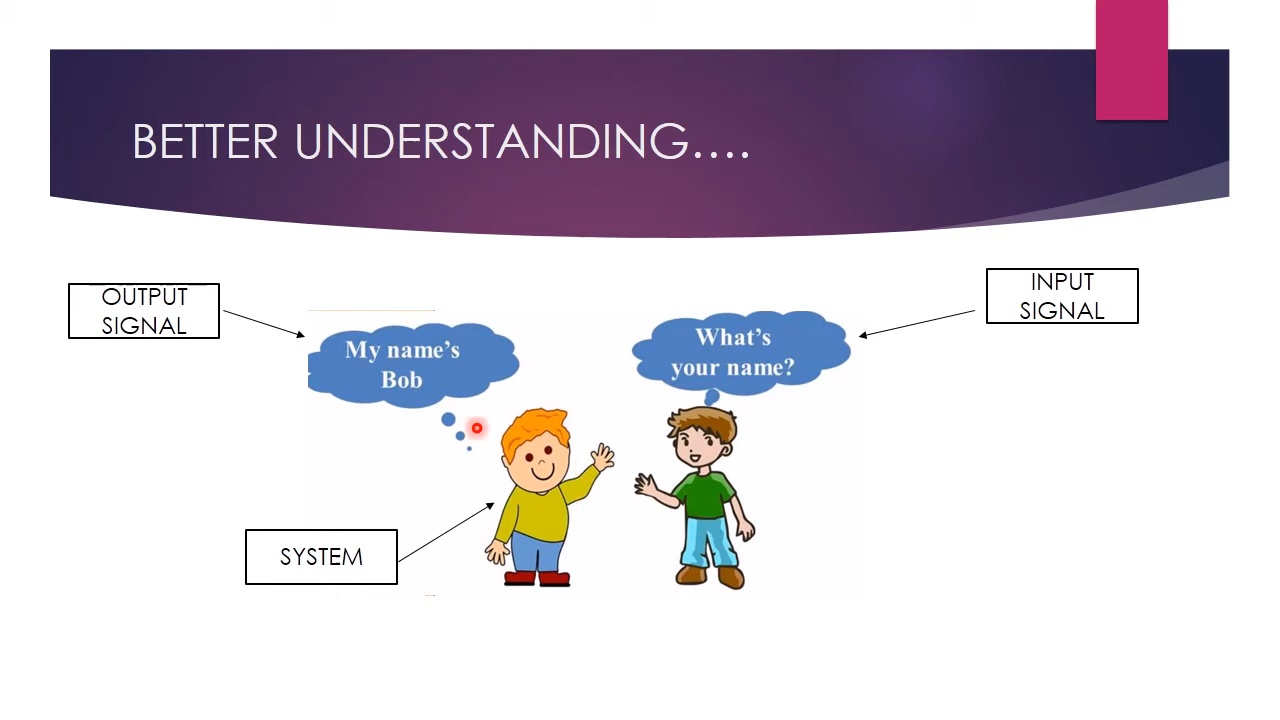 BETTER UNDERSTANDING....
OUTPUT
SIGNAL
INPUT
SIGNAL
My name's
Bob
What's
your name?
SYSTEM